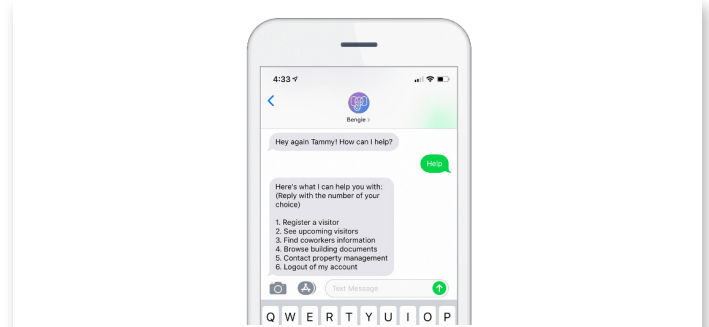 4:33
Bengie >
Hey again Tammy! How can I help?
Help
Here's what I can help you with:
(Reply with the number of your
choice)
1. Register a visitor
2. See upcoming visitors
3. Find coworkers information
4. Browse building documents
5. Contact property management
6. Logout of my account
Text Message
Q W E R T Y U I O P